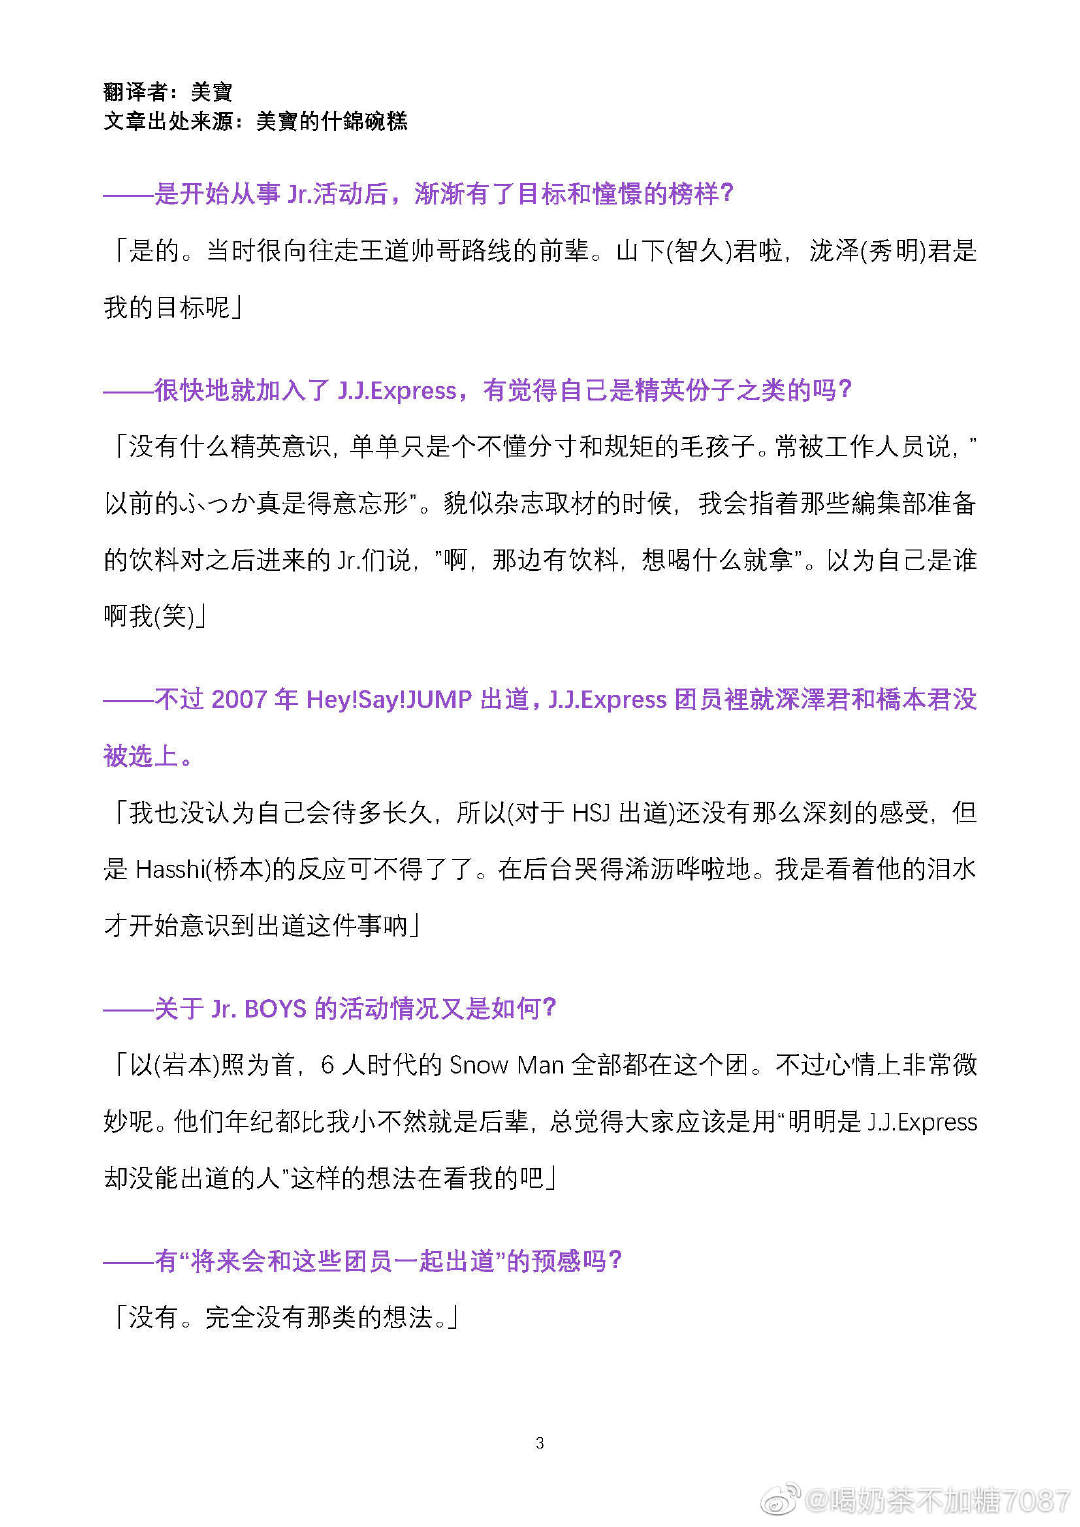 翻译者：美寶
文章出处来源：美寶的什錦碗糕
——是开始从事 Jr.活动后，渐渐有了目标和憧憬的榜样？
「是的。当时很向往走王道帅哥路线的前辈。山下(智久)君啦，泷泽(秀明)君是
我的目标呢」
——很快地就加入了 J.J.Express，有觉得自己是精英份子之类的吗？
「没有什么精英意识，单单只是个不懂分寸和规矩的毛孩子。常被工作人员说，”
以前的ふっか真是得意忘形”。貌似杂志取材的时候，我会指着那些編集部准备
的饮料对之后进来的 Jr.们说，”啊，那边有饮料，想喝什么就拿”。以为自己是谁
啊我(笑)」
——不过 2007 年 Hey!Say!JUMP 出道，J.J.Express 团员裡就深澤君和橋本君没
被选上。
「我也没认为自己会待多长久，所以(对于 HSJ 出道)还没有那么深刻的感受，但
是 Hasshi(桥本)的反应可不得了了。在后台哭得浠沥哗啦地。我是看着他的泪水
才开始意识到出道这件事呐」
——关于 Jr. BOYS 的活动情况又是如何？
「以(岩本)照为首，6 人时代的 Snow Man 全部都在这个团。不过心情上非常微
妙呢。他们年纪都比我小不然就是后辈，总觉得大家应该是用“明明是 J.J.Express
却没能出道的人”这样的想法在看我的吧」
——有“将来会和这些团员一起出道”的预感吗？
「没有。完全没有那类的想法。」
3
@喝奶茶不加糖7087